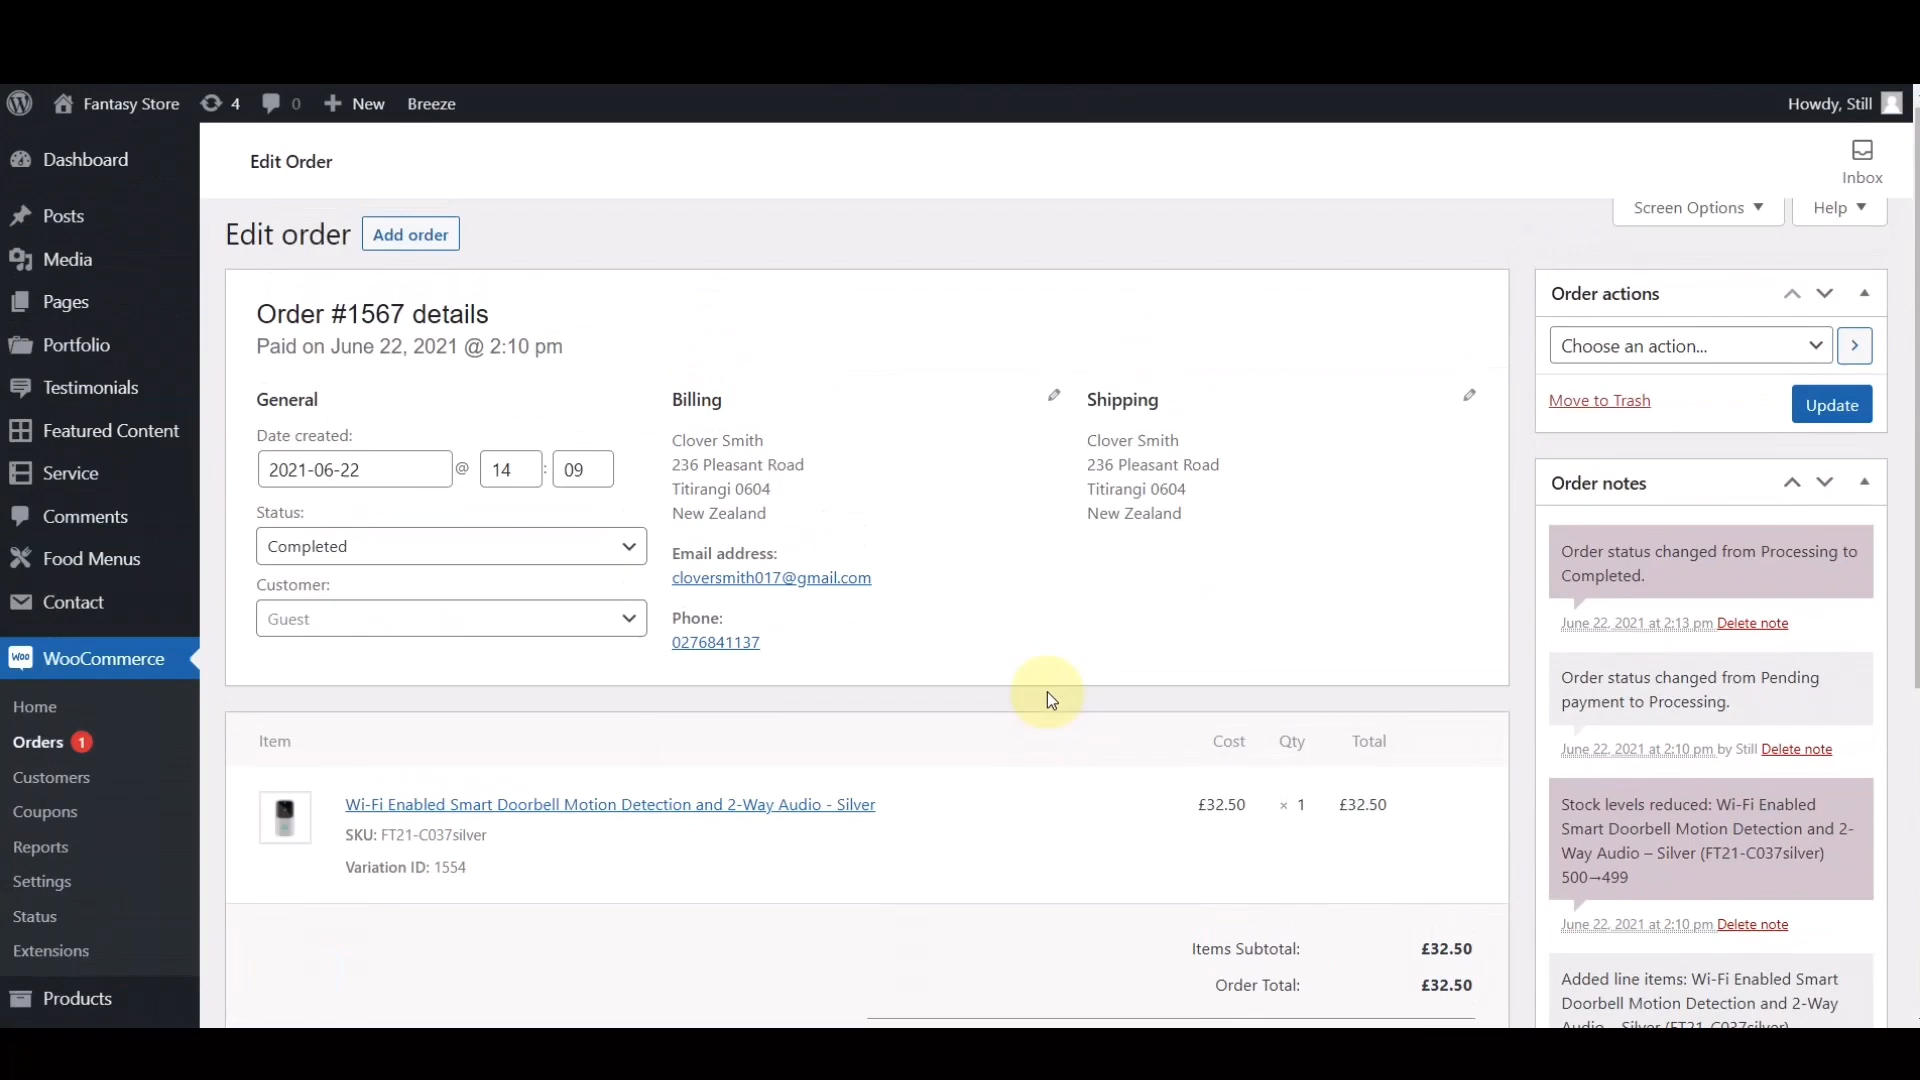 Fantasy Store 4 0 New Breeze Howdy, Still
Dashboard
Posts
Media
Pages
Portfolio
Testimonials
Featured Content
Service
Comments
Food Menus
Contact
Woo WooCommerce
Home
Orders 1
Customers
Coupons
Reports
Settings
Status
Extensions
Products
Edit Order
Inbox
Screen Options Help
Edit order Add order
Order #1567 details
Paid on June 22, 2021 @ 2:10 pm
General
Date created:
2021-06-22 @ 14 : 09
Status:
Completed
Customer:
Guest
Billing
Clover Smith
236 Pleasant Road
Titirangi 0604
New Zealand
Email address:
cloversmith017@gmail.com
Phone:
0276841137
Shipping
Clover Smith
236 Pleasant Road
Titirangi 0604
New Zealand
Item Cost Qty Total
Wi-Fi Enabled Smart Doorbell Motion Detection and 2-Way Audio - Silver £32.50 × 1 £32.50
SKU: FT21-C037silver
Variation ID: 1554
Items Subtotal: £32.50
Order Total: £32.50
Order actions
Choose an action...
Move to Trash Update
Order notes
Order status changed from Processing to
Completed.
June 22, 2021 at 2:13 pm Delete note
Order status changed from Pending
payment to Processing.
June 22, 2021 at 2:10 pm by Still Delete note
Stock levels reduced: Wi-Fi Enabled
Smart Doorbell Motion Detection and 2-
Way Audio – Silver (FT21-C037silver)
500→499
June 22, 2021 at 2:10 pm Delete note
Added line items: Wi-Fi Enabled Smart
Doorbell Motion Detection and 2-Way
Audio – Silver (FT21-C037silver)